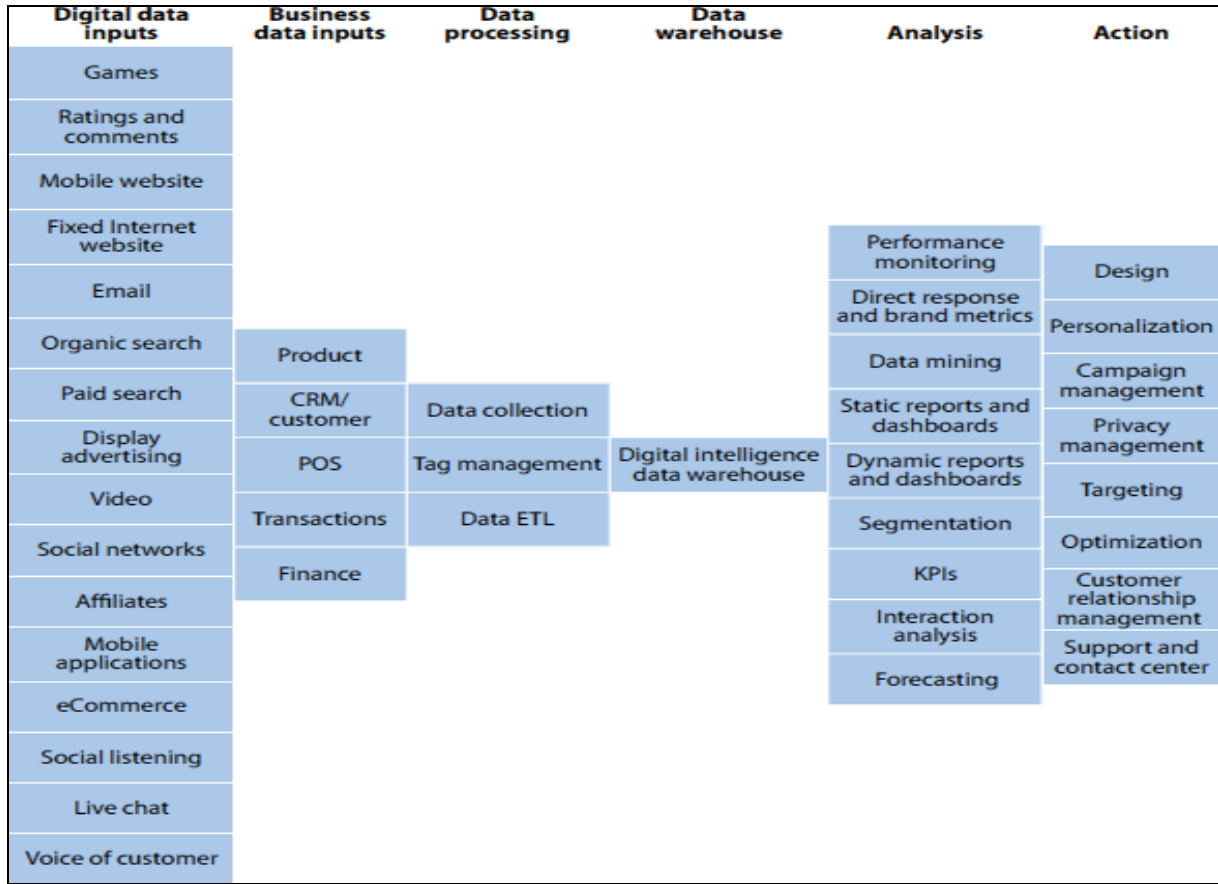 Digital data
inputs
Business
data inputs
Data
processing
Data
warehouse
Analysis
Action
Games
Ratings and
comments
Mobile website
Fixed Internet
website
Email
Organic search
Paid search
Display
advertising
Video
Social networks
Affiliates
Mobile
applications
eCommerce
Social listening
Live chat
Voice of customer
Product
CRM/
customer
POS
Transactions
Finance
Data collection
Tag management
Data ETL
Digital intelligence
data warehouse
Performance
monitoring
Direct response
and brand metrics
Data mining
Static reports and
dashboards
Dynamic reports
and dashboards
Segmentation
KPIs
Interaction
analysis
Forecasting
Design
Personalization
Campaign
management
Privacy
management
Targeting
Optimization
Customer
relationship
management
Support and
contact center